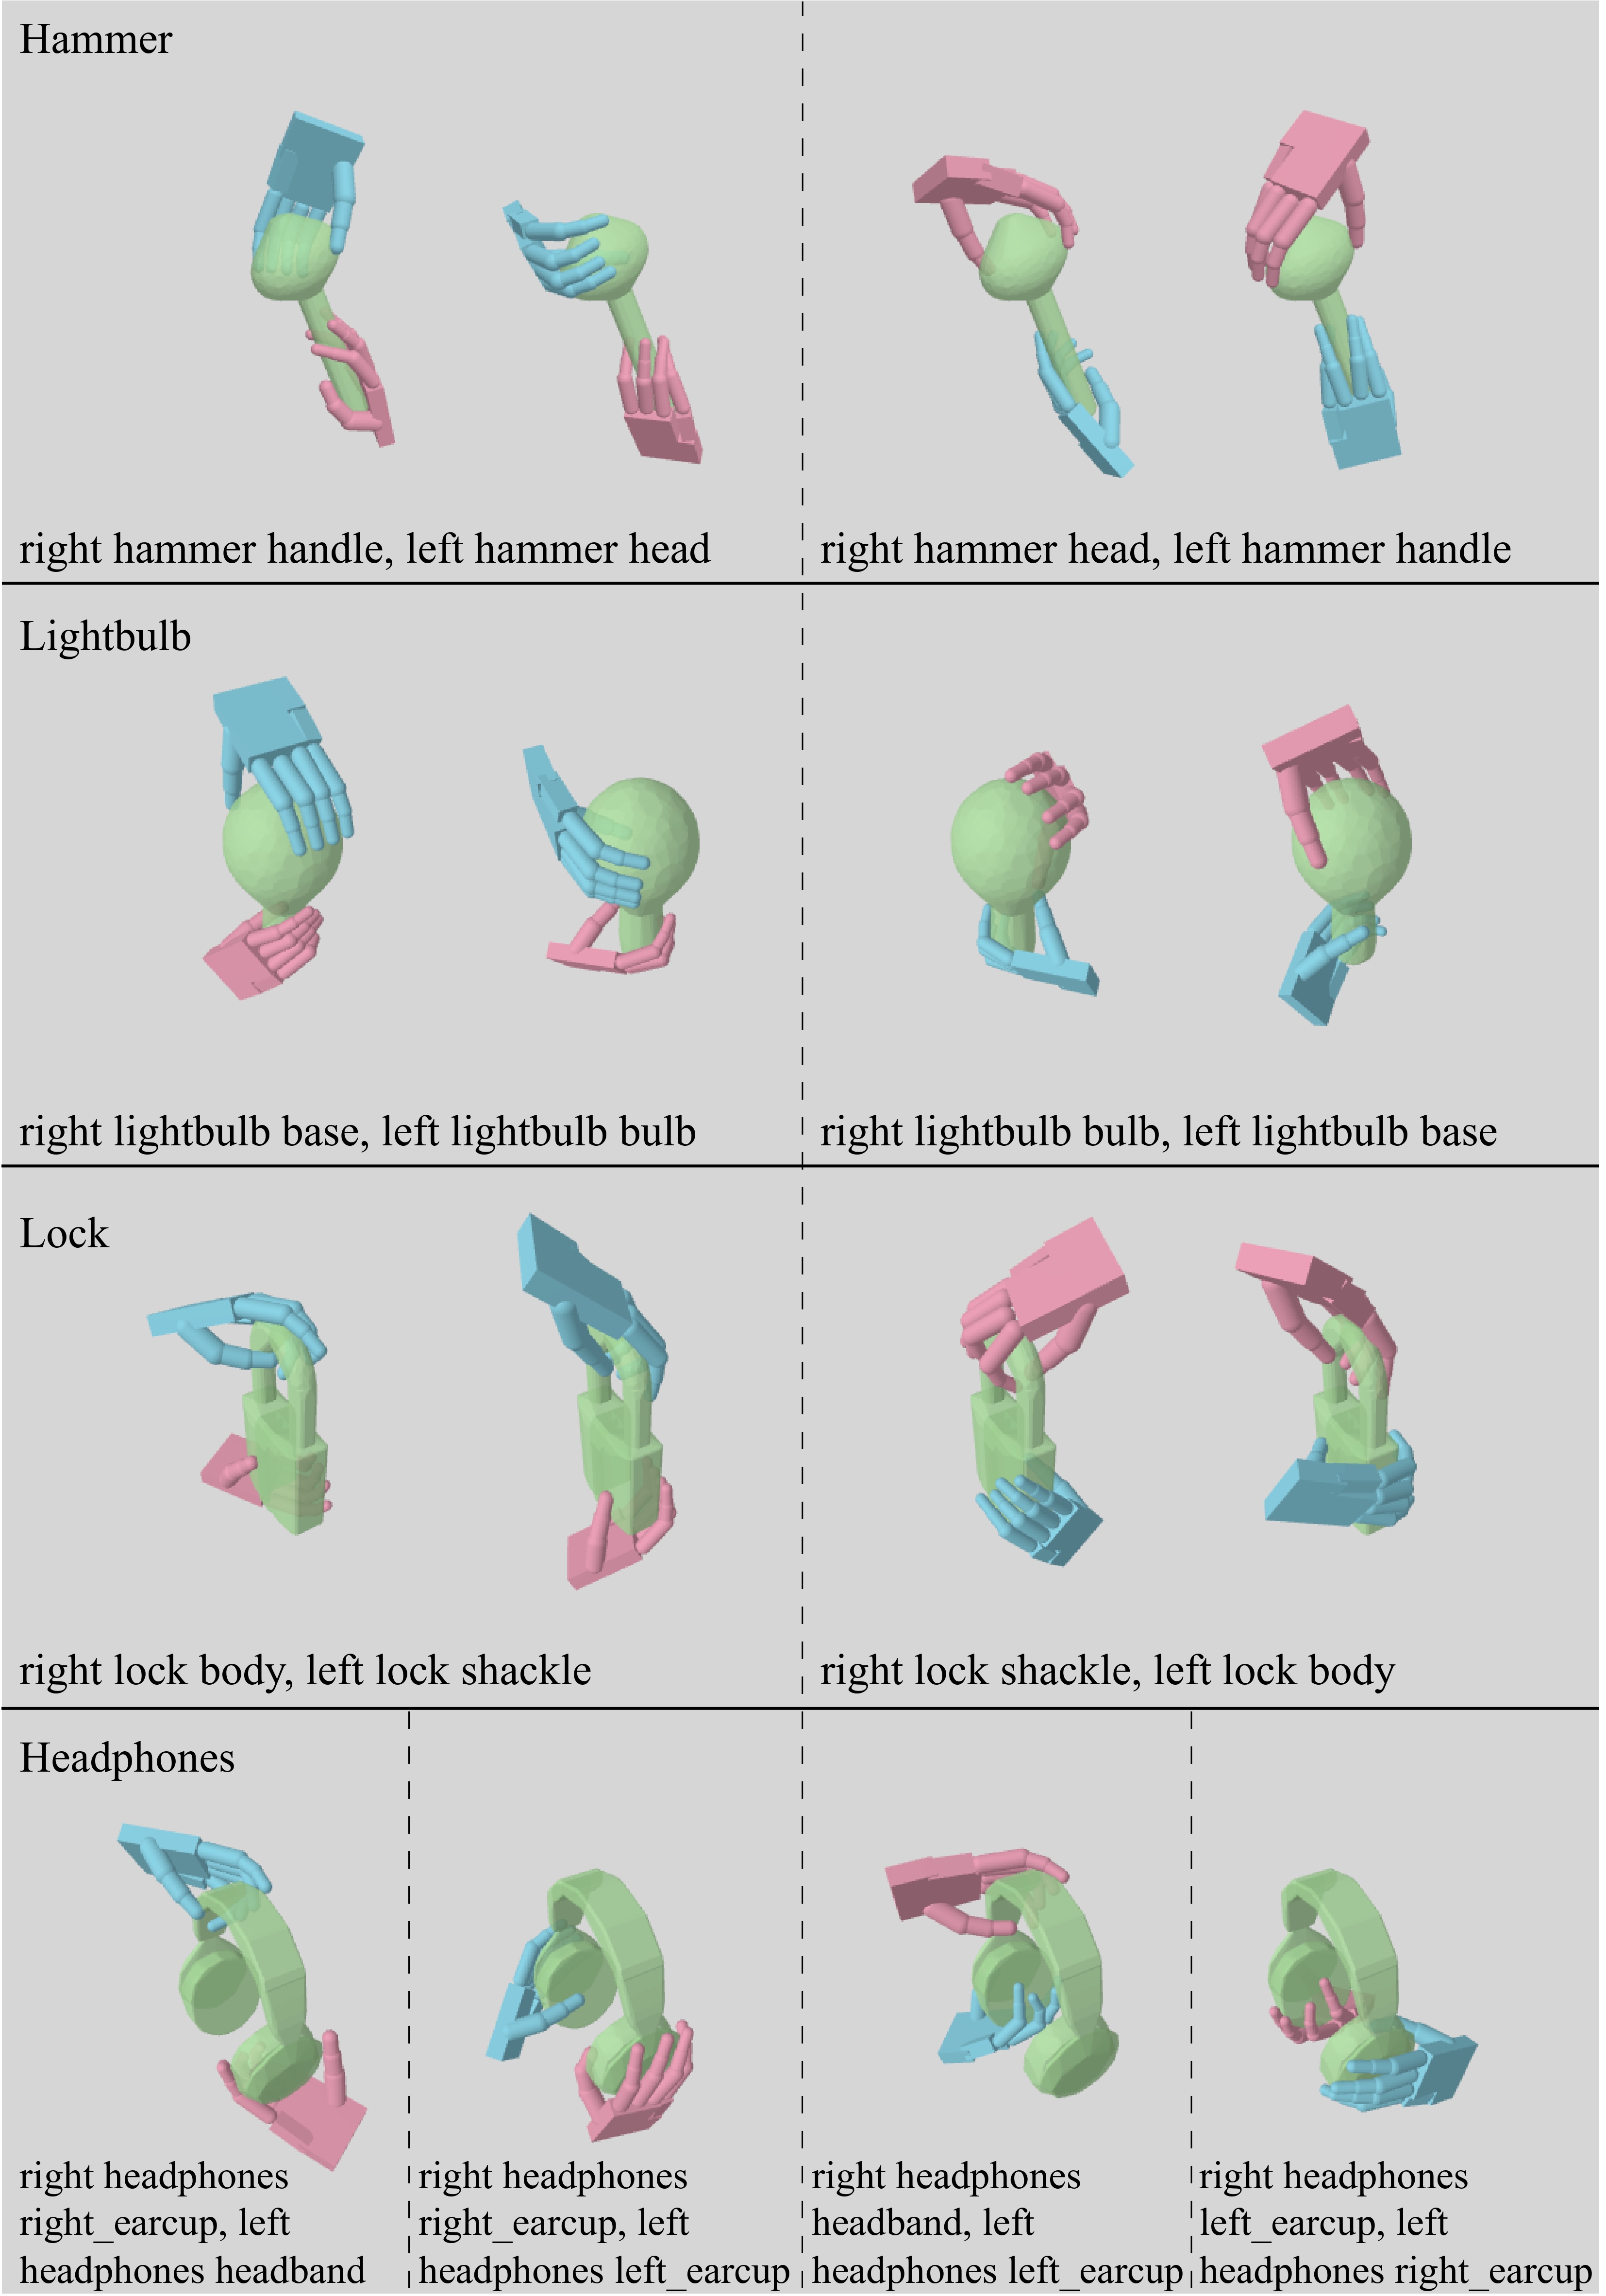 Hammer
right hammer handle, left hammer head
right hammer head, left hammer handle
Lightbulb
right lightbulb base, left lightbulb bulb
right lightbulb bulb, left lightbulb base
Lock
right lock body, left lock shackle
right lock shackle, left lock body
Headphones
right headphones
right_earcup, left
headphones headband
right headphones
right_earcup, left
headphones left_earcup
right headphones
headband, left
headphones left_earcup
right headphones
left_earcup, left
headphones right_earcup